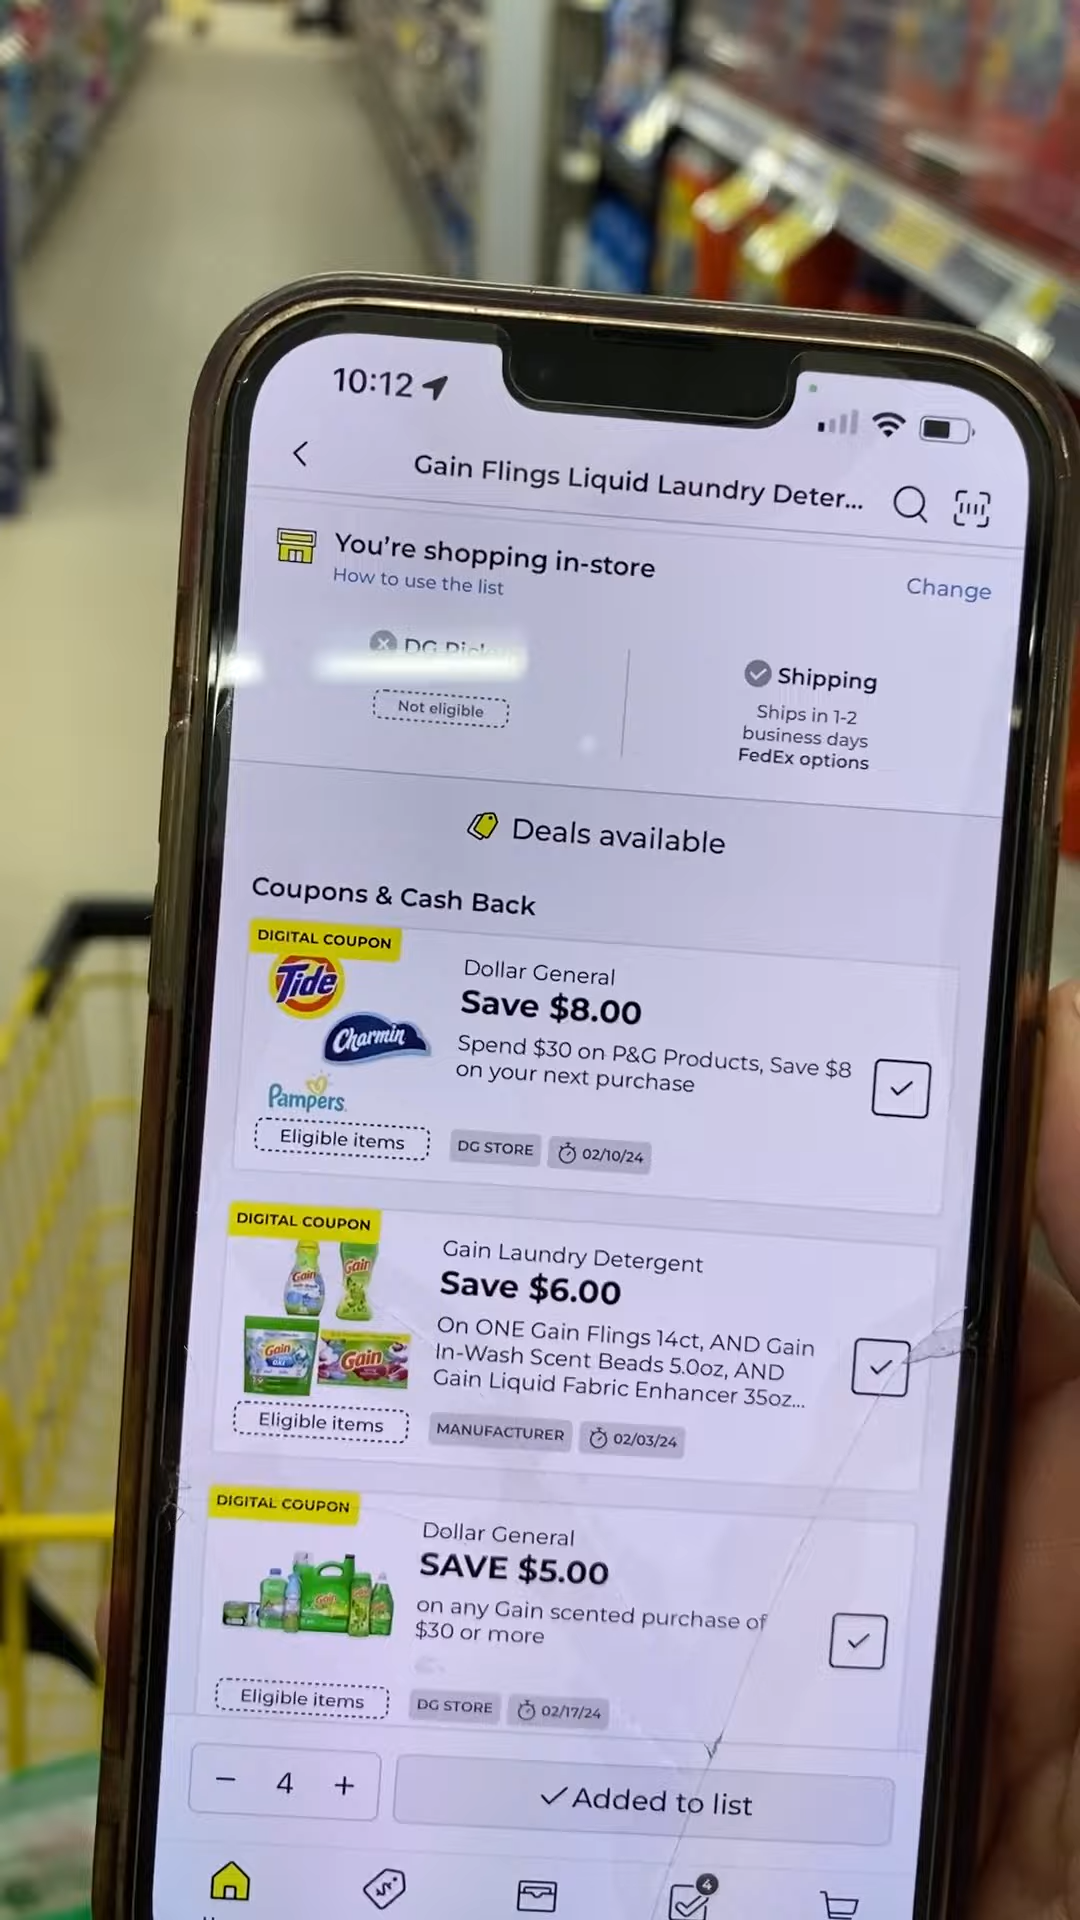 10:12
Gain Flings Liquid Laundry Deter...
You're shopping in-store
How to use the list
Change
DG
Not eligible
Shipping
Ships in 1-2
business days
FedEx options
Deals available
Coupons & Cash Back
DIGITAL COUPON
Tide
Charmin
Pampers
Eligible items
Dollar General
Save $8.00
Spend $30 on P&G Products, Save $8
on your next purchase
DG STORE
02/10/24
DIGITAL COUPON
Gain
Gain
Gain
Gain
Eligible items
Gain Laundry Detergent
Save $6.00
On ONE Gain Flings 14ct, AND Gain
In-Wash Scent Beads 5.0oz, AND
Gain Liquid Fabric Enhancer 35oz...
MANUFACTURER
02/03/24
DIGITAL COUPON
Gain
Eligible items
Dollar General
SAVE $5.00
on any Gain scented purchase of
$30 or more
DG STORE
02/17/24
− 4 +
Added to list
4